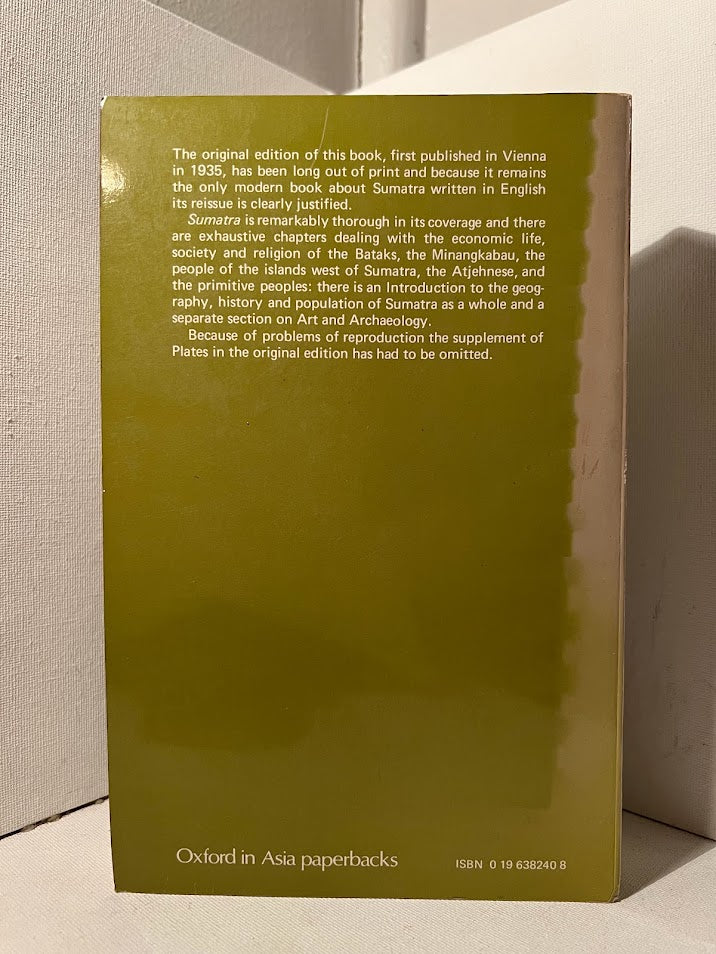 The original edition of this book, first published in Vienna
in 1935, has been long out of print and because it remains
the only modern book about Sumatra written in English
its reissue is clearly justified.
Sumatra is remarkably thorough in its coverage and there
are exhaustive chapters dealing with the economic life,
society and religion of the Bataks, the Minangkabau, the
people of the islands west of Sumatra, the Atjehnese, and
the primitive peoples: there is an Introduction to the geog-
raphy, history and population of Sumatra as a whole and a
separate section on Art and Archaeology.
Because of problems of reproduction the supplement of
Plates in the original edition has had to be omitted.
Oxford in Asia paperbacks
ISBN 0 19 638240 8